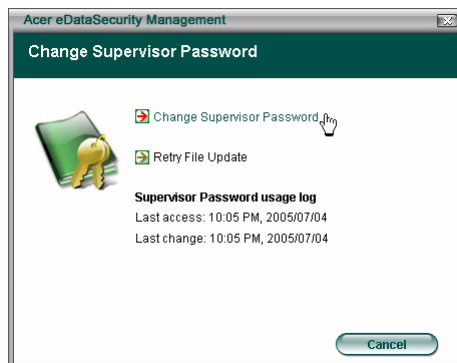 Acer eDataSecurity Management
Change Supervisor Password
Change Supervisor Password
Retry File Update
Supervisor Password usage log
Last access: 10:05 PM, 2005/07/04
Last change: 10:05 PM, 2005/07/04
Cancel